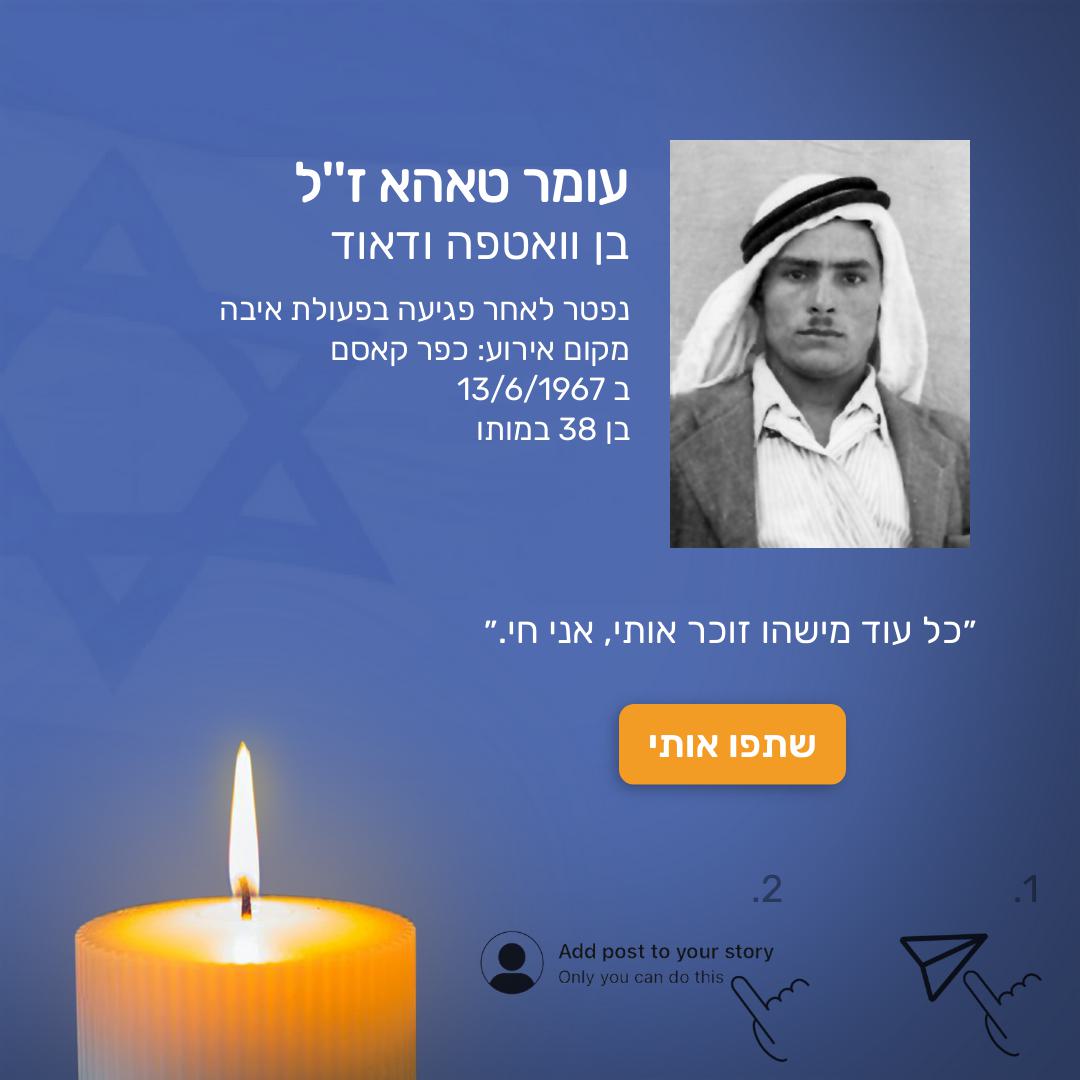 עומר טאהא ז"ל
בן וואטפה ודאוד
נפטר לאחר פגיעה בפעולת איבה
מקום אירוע: כפר קאסם
ב 13/6/1967
בן 38 במותו
״כל עוד מישהו זוכר אותי, אני חי.״
שתפו אותי
1.
2.
Add post to your story
Only you can do this